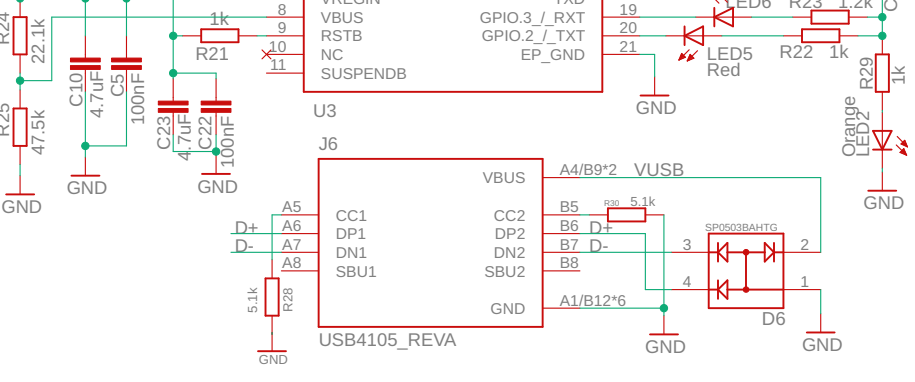 VREGIN
TXD
LED6
R23 1.2k
R24
22.1k
8 VBUS
GPIO.3_/_RXT 19
1k
9 RSTB
GPIO.2_/_TXT 20
R21
10 NC
EP_GND 21
LED5
Red
R22 1k
11 SUSPENDB
R29
1k
C10
4.7uF
C5
100nF
U3
GND
R25
47.5k
C23
4.7uF
C22
100nF
Orange
LED2
J6
GND
GND
GND
GND
VBUS A4/B9*2 VUSB
A5 CC1
CC2 B5 R30 5.1k
D+ A6 DP1
DP2 B6 D+
SP0503BAHTG
D- A7 DN1
DN2 B7 D-
3 2
A8 SBU1
SBU2 B8
4 1
5.1k
R28
GND A1/B12*6
D6
USB4105_REVA
GND
GND
GND